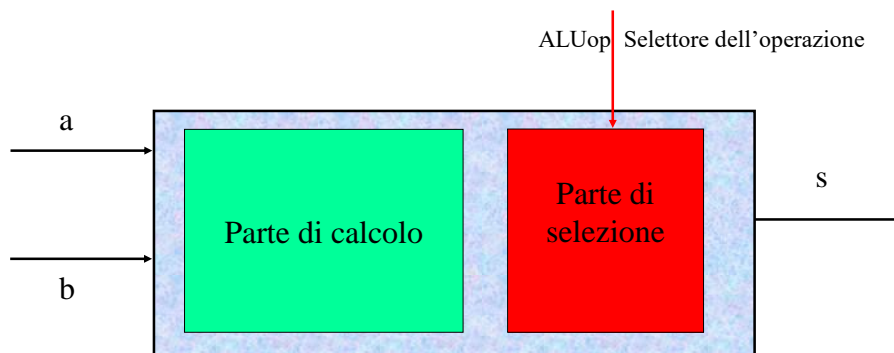 ALUop Selettore dell’operazione
a
Parte di calcolo
Parte di
selezione
s
b